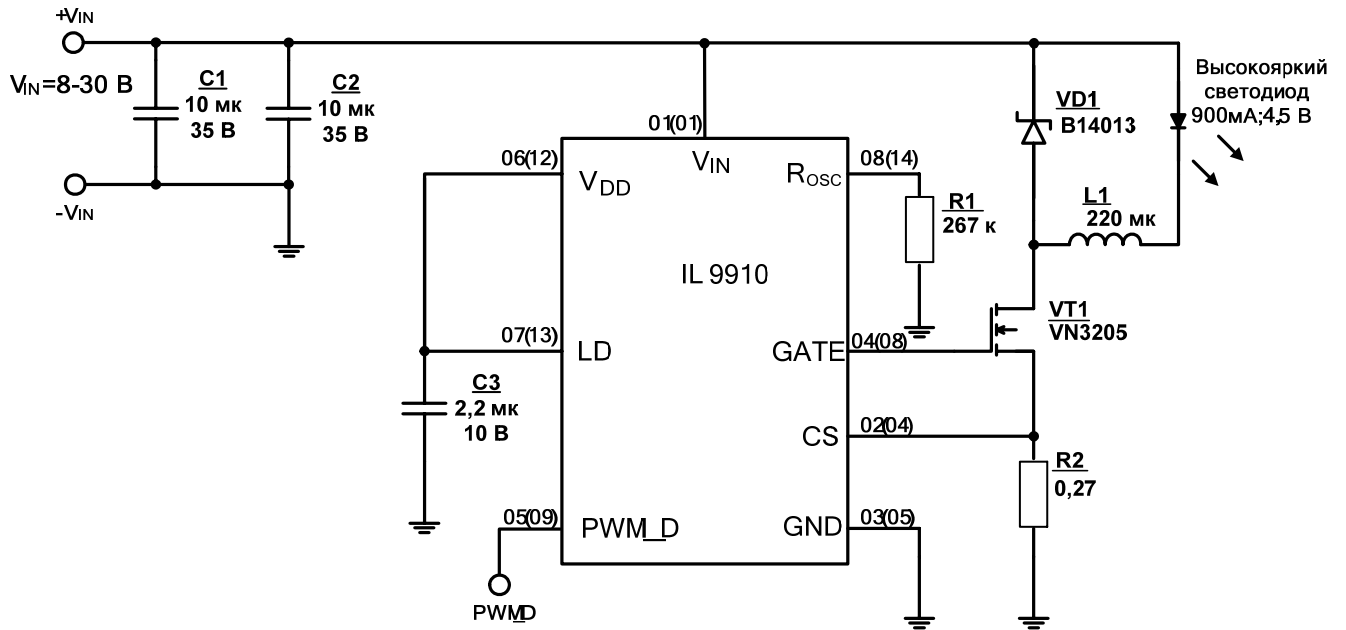 +VIN
VIN=8-30 В
C1
10 мк
35 В
C2
10 мк
35 В
-VIN
01(01)
VIN
06(12)
VDD
08(14)
ROSC
R1
267 к
IL 9910
07(13)
LD
C3
2,2 мк
10 В
04(08)
GATE
02(04)
CS
05(09)
PWM_D
03(05)
GND
PWM_D
VD1
B14013
Высокояркий
светодиод
900мА;4,5 В
L1
220 мк
VT1
VN3205
R2
0,27